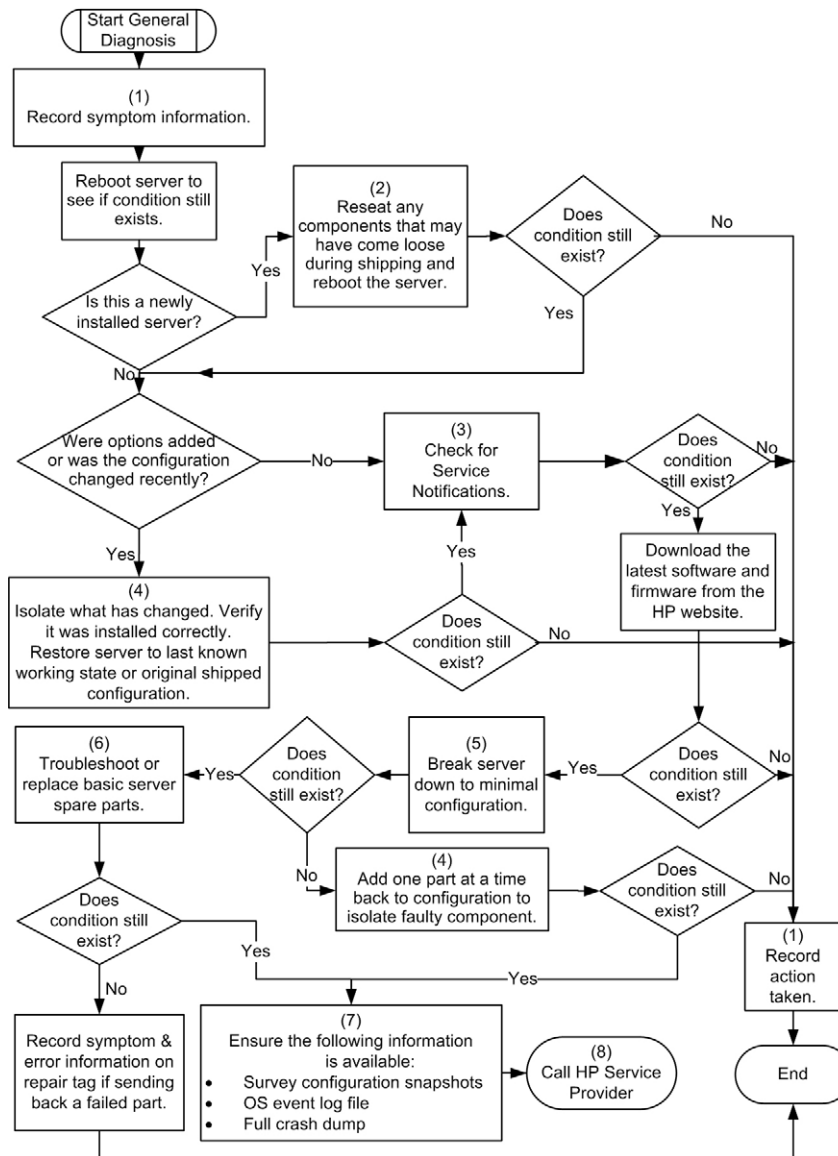 Start General
Diagnosis
(1)
Record symptom information.
Reboot server to
see if condition still
exists.
(2)
Reseat any
components that may
have come loose
during shipping and
reboot the server.
Does
condition still
exist?
No
Yes
Yes
Is this a newly
installed server?
No
Were options added
or was the configuration
changed recently?
No
(3)
Check for
Service
Notifications.
Does
condition
still exist?
No
Yes
Yes
Yes
Download the
latest software and
firmware from the
HP website.
(4)
Isolate what has changed. Verify
it was installed correctly.
Restore server to last known
working state or original shipped
configuration.
Does
condition still
exist?
No
(6)
Troubleshoot or
replace basic server
spare parts.
Yes
Does
condition
still exist?
(5)
Break server
down to minimal
configuration.
Yes
Does
condition still
exist?
No
No
(4)
Add one part at a time
back to configuration to
isolate faulty component.
Does
condition still
exist?
No
Does
condition still
exist?
Yes
Yes
No
(1)
Record
action
taken.
Record symptom &
error information on
repair tag if sending
back a failed part.
(7)
Ensure the following information
is available:
• Survey configuration snapshots
• OS event log file
• Full crash dump
(8)
Call HP Service
Provider
End